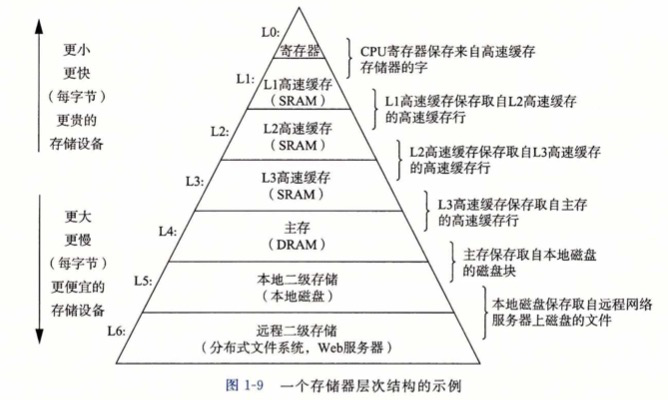 更小
更快
（每字节）
更贵的
存储设备
更大
更慢
（每字节）
更便宜的
存储设备
L0:
寄存器
CPU寄存器保存来自高速缓存
存储器的字
L1:
L1高速缓存
（SRAM）
L1高速缓存保存取自L2高速缓存
的高速缓存行
L2:
L2高速缓存
（SRAM）
L2高速缓存保存取自L3高速缓存
的高速缓存行
L3:
L3高速缓存
（SRAM）
L3高速缓存保存取自主存
的高速缓存行
L4:
主存
（DRAM）
主存保存取自本地磁盘
的磁盘块
L5:
本地二级存储
（本地磁盘）
本地磁盘保存取自远程网络
服务器上磁盘的文件
L6:
远程二级存储
（分布式文件系统，Web服务器）
图 1-9 一个存储器层次结构的示例